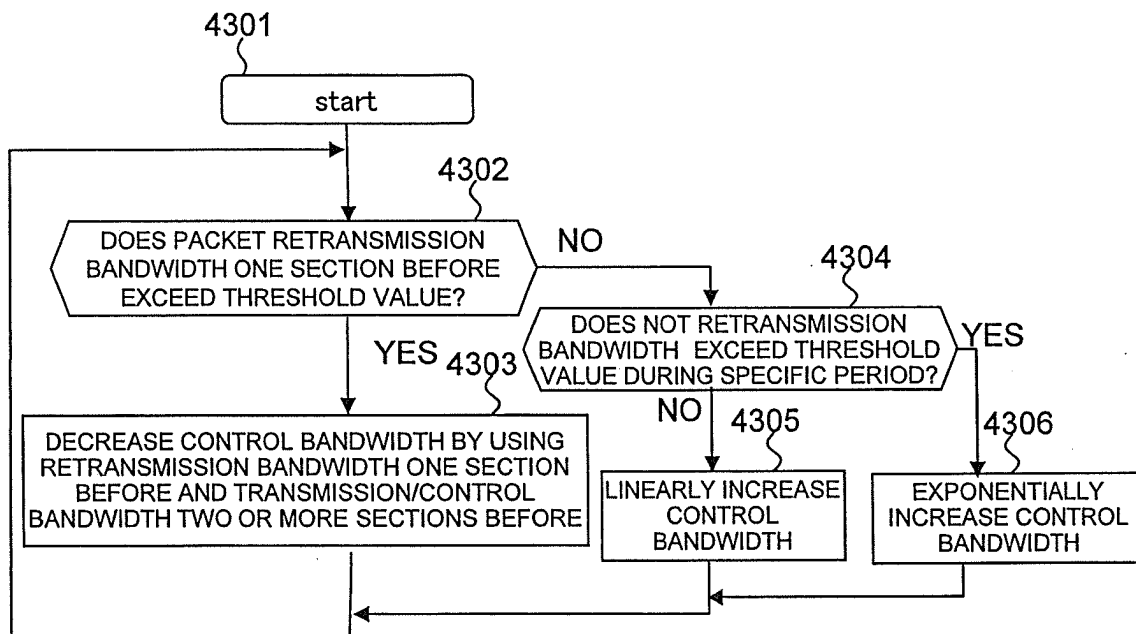 4301
start
4302
DOES PACKET RETRANSMISSION
BANDWIDTH ONE SECTION BEFORE
EXCEED THRESHOLD VALUE?
NO
4304
DOES NOT RETRANSMISSION
BANDWIDTH EXCEED THRESHOLD
VALUE DURING SPECIFIC PERIOD?
YES
YES
4303
DECREASE CONTROL BANDWIDTH BY USING
RETRANSMISSION BANDWIDTH ONE SECTION
BEFORE AND TRANSMISSION/CONTROL
BANDWIDTH TWO OR MORE SECTIONS BEFORE
NO
4305
LINEARLY INCREASE
CONTROL
BANDWIDTH
4306
EXPONENTIALLY
INCREASE CONTROL
BANDWIDTH